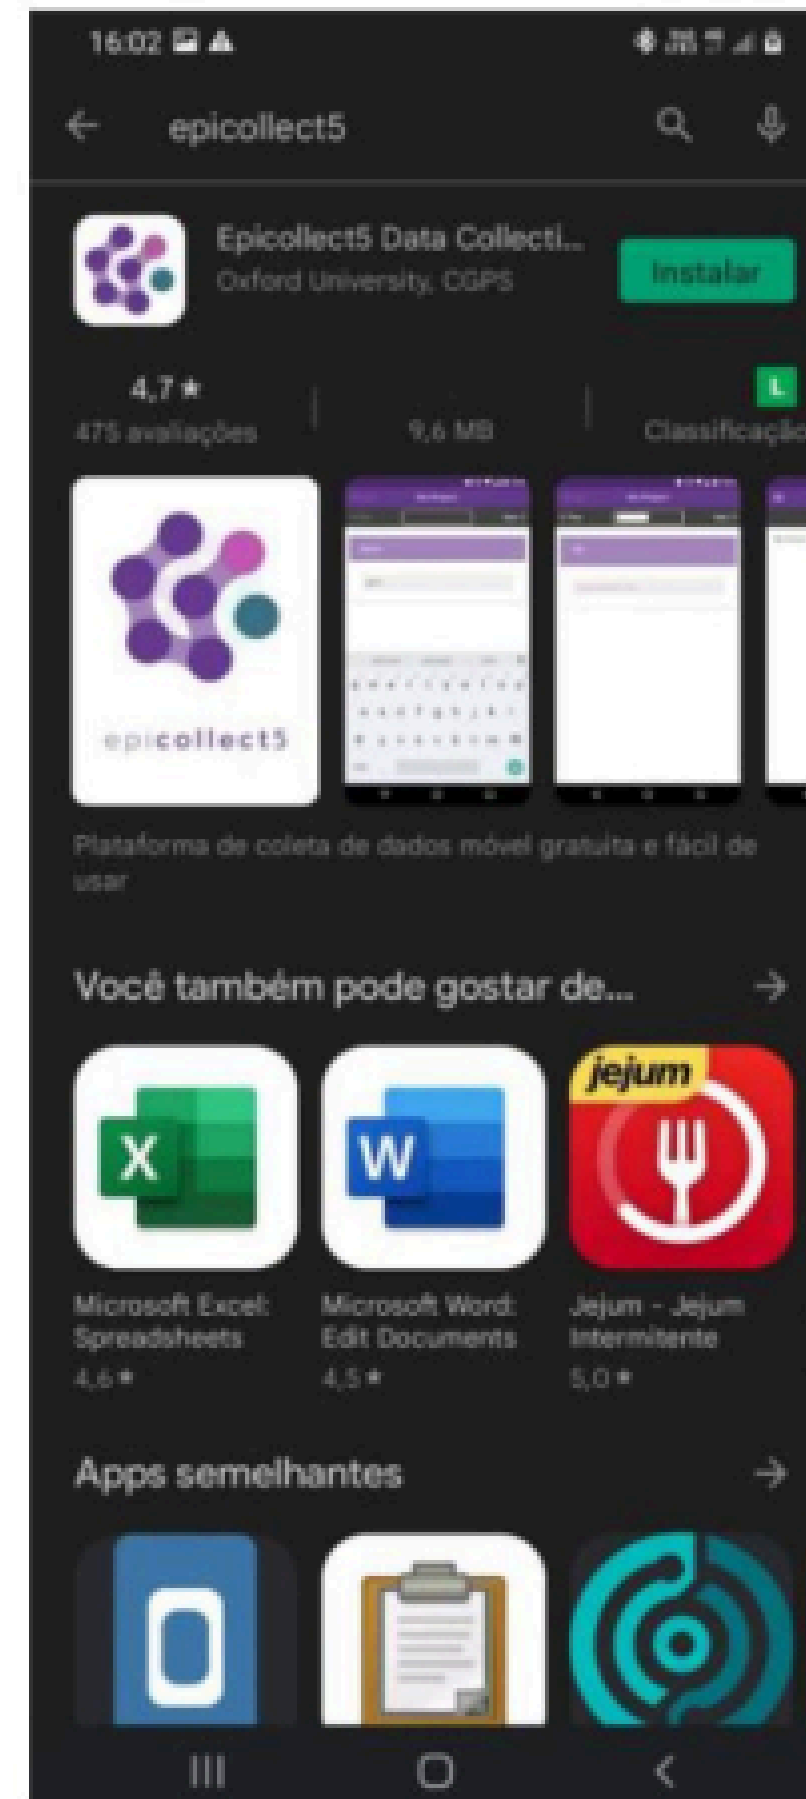 16:02
epicollect5
Epicollect5 Data Collecti...
Oxford University, CGPS
Instalar
4,7★
475 avaliações
9,6 MB
L
Classificação
epicollect5
Plataforma de coleta de dados móvel gratuita e fácil de
usar
Você também pode gostar de...
X
W
jejum
Microsoft Excel:
Spreadsheets
4,6★
Microsoft Word:
Edit Documents
4,5★
Jejum - Jejum
Intermitente
5,0★
Apps semelhantes